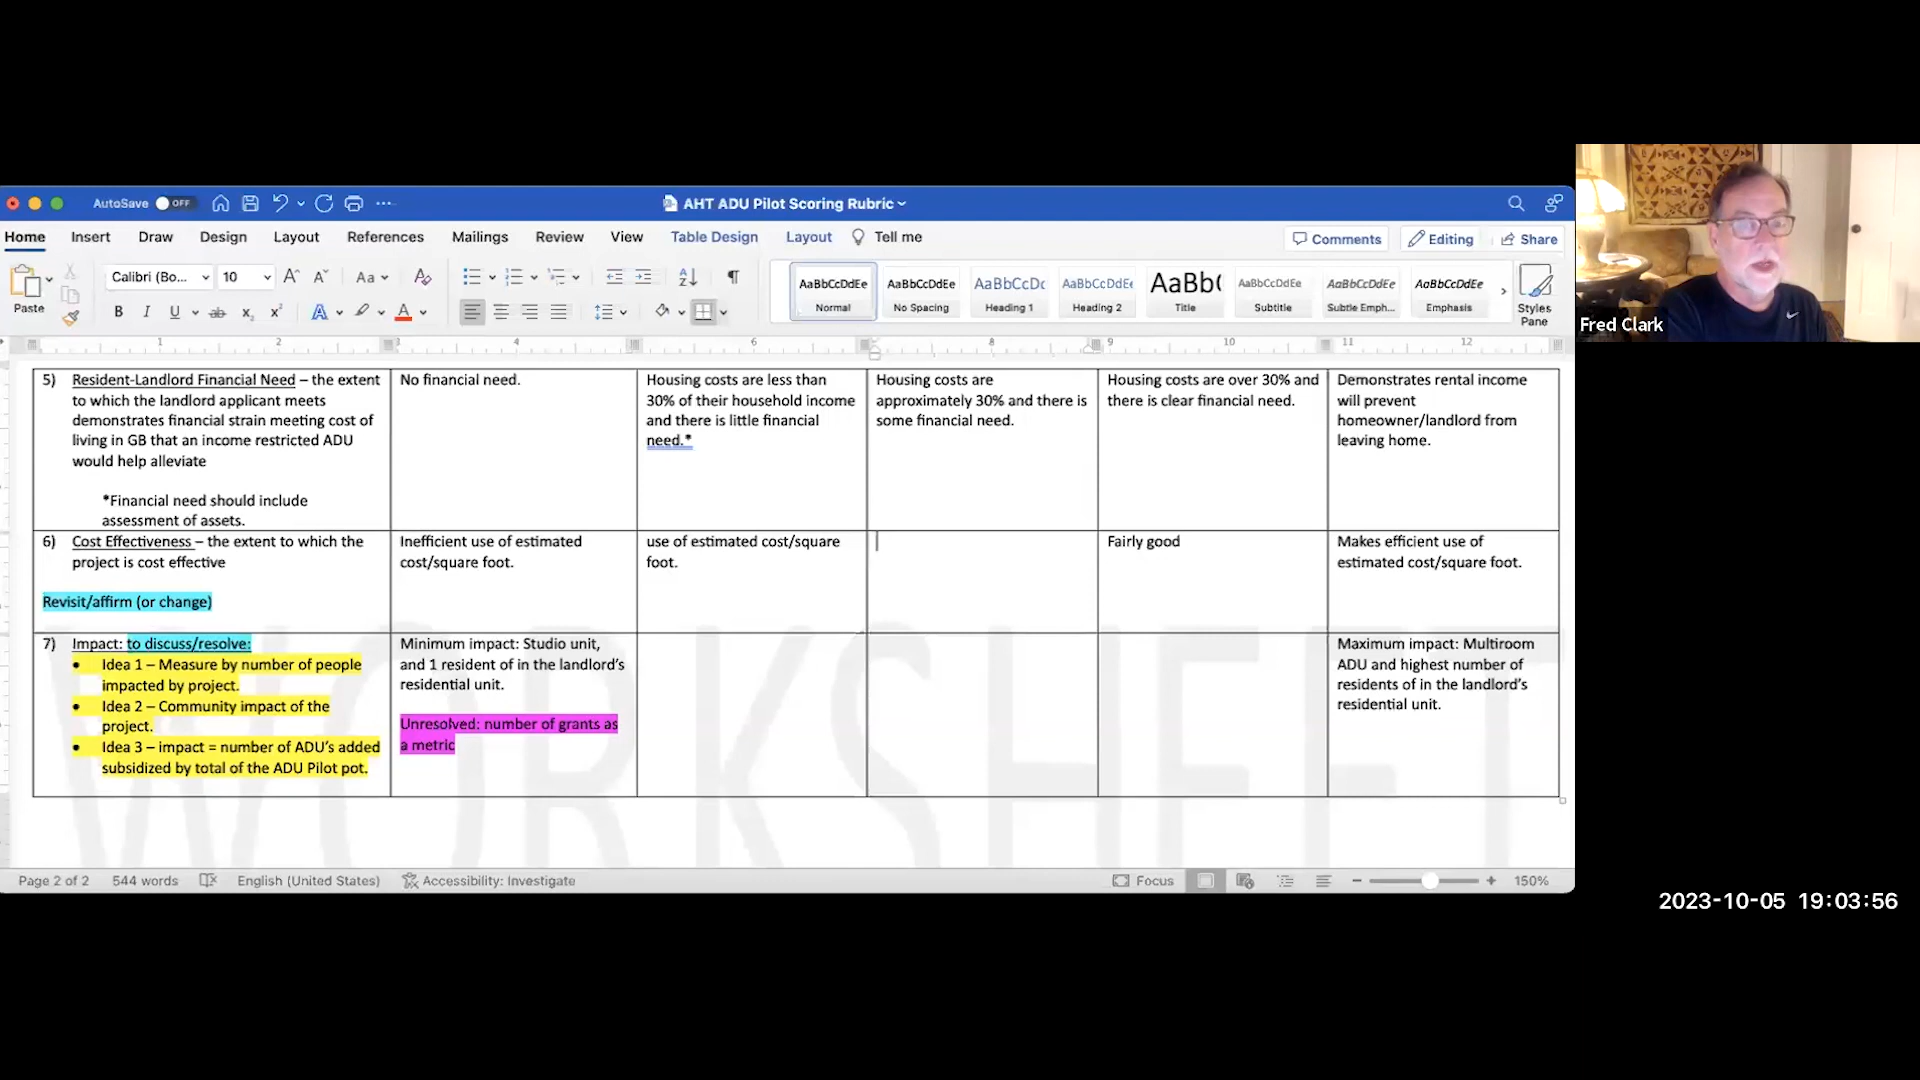 AutoSave OFF
AHT ADU Pilot Scoring Rubric
Home Insert Draw Design Layout References Mailings Review View Table Design Layout Tell me
Comments Editing Share
Paste
Calibri (Bo... 10 Aa
AaBbCcDdEe Normal
AaBbCcDdEe No Spacing
AaBbCcDc Heading 1
AaBbCcDdEe Heading 2
AaBb( Title
AaBbCcDdEe Subtitle
AaBbCcDdEe Subtle Emph...
AaBbCcDdEe Emphasis
Styles
Pane
1 2 3 4 6 8 9 10 11 12
5) Resident-Landlord Financial Need – the extent
to which the landlord applicant meets
demonstrates financial strain meeting cost of
living in GB that an income restricted ADU
would help alleviate
*Financial need should include
assessment of assets.
No financial need.
Housing costs are less than
30% of their household income
and there is little financial
need.*
Housing costs are
approximately 30% and there is
some financial need.
Housing costs are over 30% and
there is clear financial need.
Demonstrates rental income
will prevent
homeowner/landlord from
leaving home.
6) Cost Effectiveness – the extent to which the
project is cost effective
Revisit/affirm (or change)
Inefficient use of estimated
cost/square foot.
use of estimated cost/square
foot.
Fairly good
Makes efficient use of
estimated cost/square foot.
7) Impact: to discuss/resolve:
• Idea 1 – Measure by number of people
impacted by project.
• Idea 2 – Community impact of the
project.
• Idea 3 – impact = number of ADU's added
subsidized by total of the ADU Pilot pot.
Minimum impact: Studio unit,
and 1 resident of in the landlord's
residential unit.
Unresolved: number of grants as
a metric
Maximum impact: Multiroom
ADU and highest number of
residents of in the landlord's
residential unit.
WORKSHEET
Page 2 of 2 544 words English (United States) Accessibility: Investigate Focus 150%
Fred Clark
2023-10-05 19:03:56